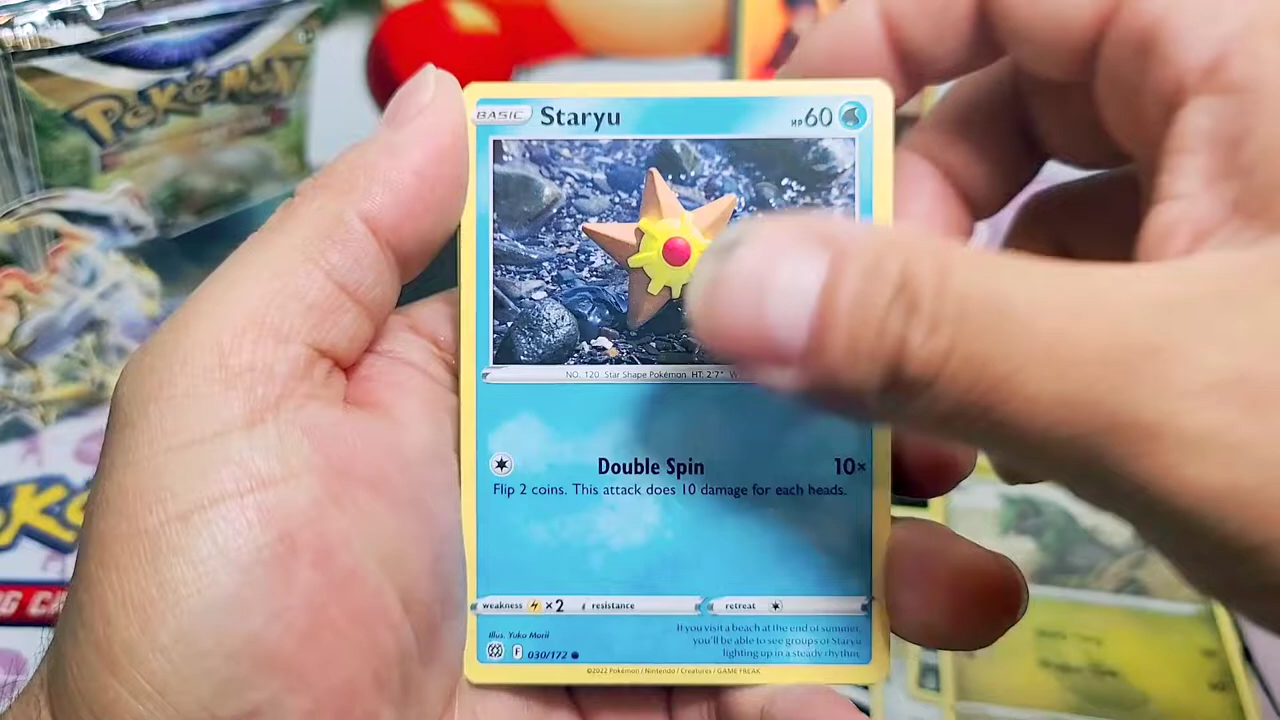 POKÉMON
BASIC Staryu HP 60
NO. 120 Star Shape Pokémon HT: 2'7"
Double Spin 10×
Flip 2 coins. This attack does 10 damage for each heads.
weakness ×2 resistance retreat
Illus. Yuko Morii
If you visit a beach at the end of summer,
you'll be able to see groups of Staryu
lighting up in a steady rhythm.
F 030/172
©2022 Pokémon / Nintendo / Creatures / GAME FREAK